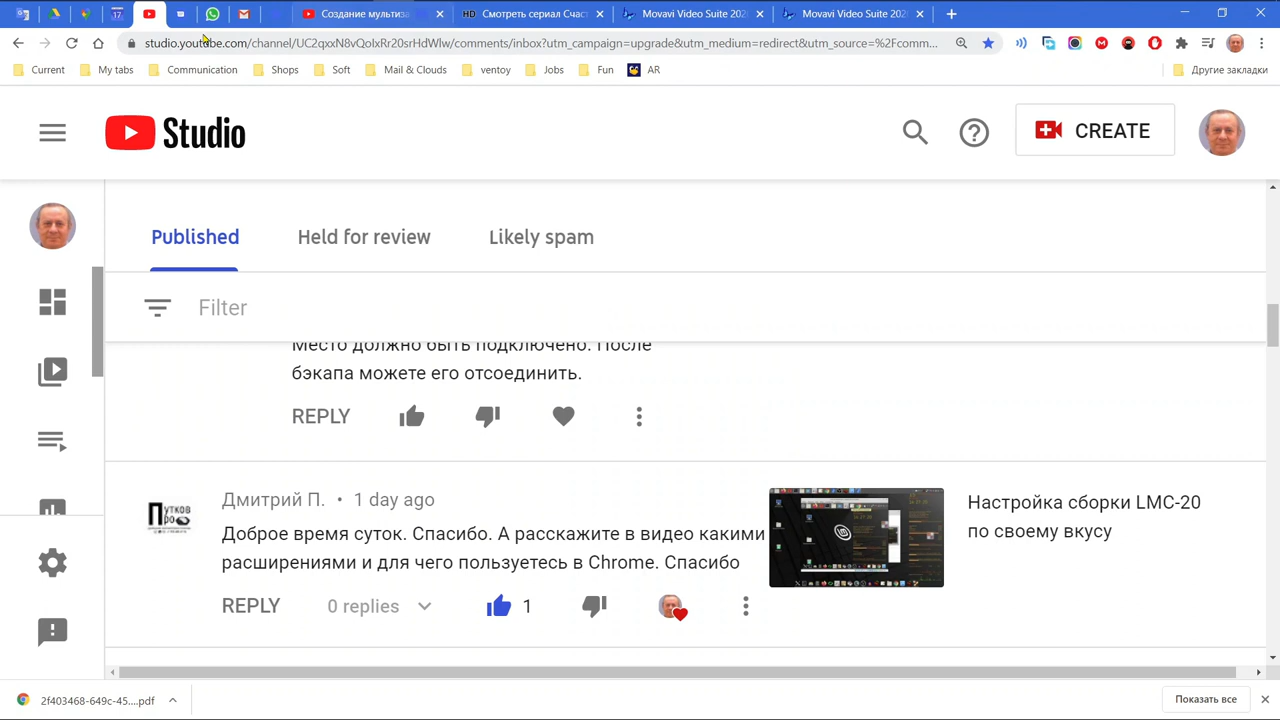 Создание мультиза
HD Смотреть сериал Счас
Movavi Video Suite 202
Movavi Video Suite 202
studio.youtube.com/channel/
/comments/inbox?utm_campaign=upgrade&utm_medium=redirect&utm_source=%2Fcomm...
Current
My tabs
Communication
Shops
Soft
Mail & Clouds
ventoy
Jobs
Fun
AR
Другие закладки
Studio
CREATE
Published
Held for review
Likely spam
Filter
Место должно быть подключено. После
бэкапа можете его отсоединить.
REPLY
Дмитрий П. • 1 day ago
Доброе время суток. Спасибо. А расскажите в видео какими
расширениями и для чего пользуетесь в Chrome. Спасибо
REPLY
0 replies
1
ПУТКОВ
Настройка сборки LMC-20
по своему вкусу
2f403468-649c-45....pdf
Показать все